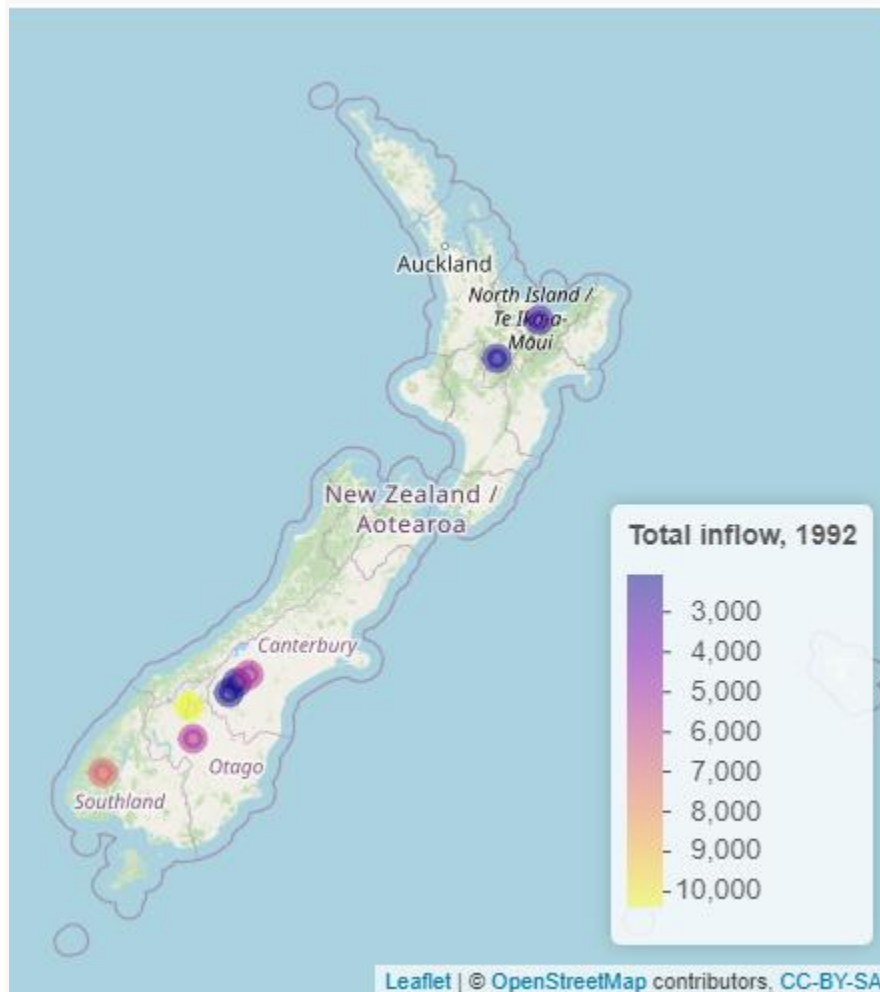 Auckland
North Island /
Te Ika-a-
Māui
New Zealand /
Aotearoa
Canterbury
Otago
Southland
Total inflow, 1992
3,000
4,000
5,000
6,000
7,000
8,000
9,000
10,000
Leaflet | © OpenStreetMap contributors, CC-BY-SA